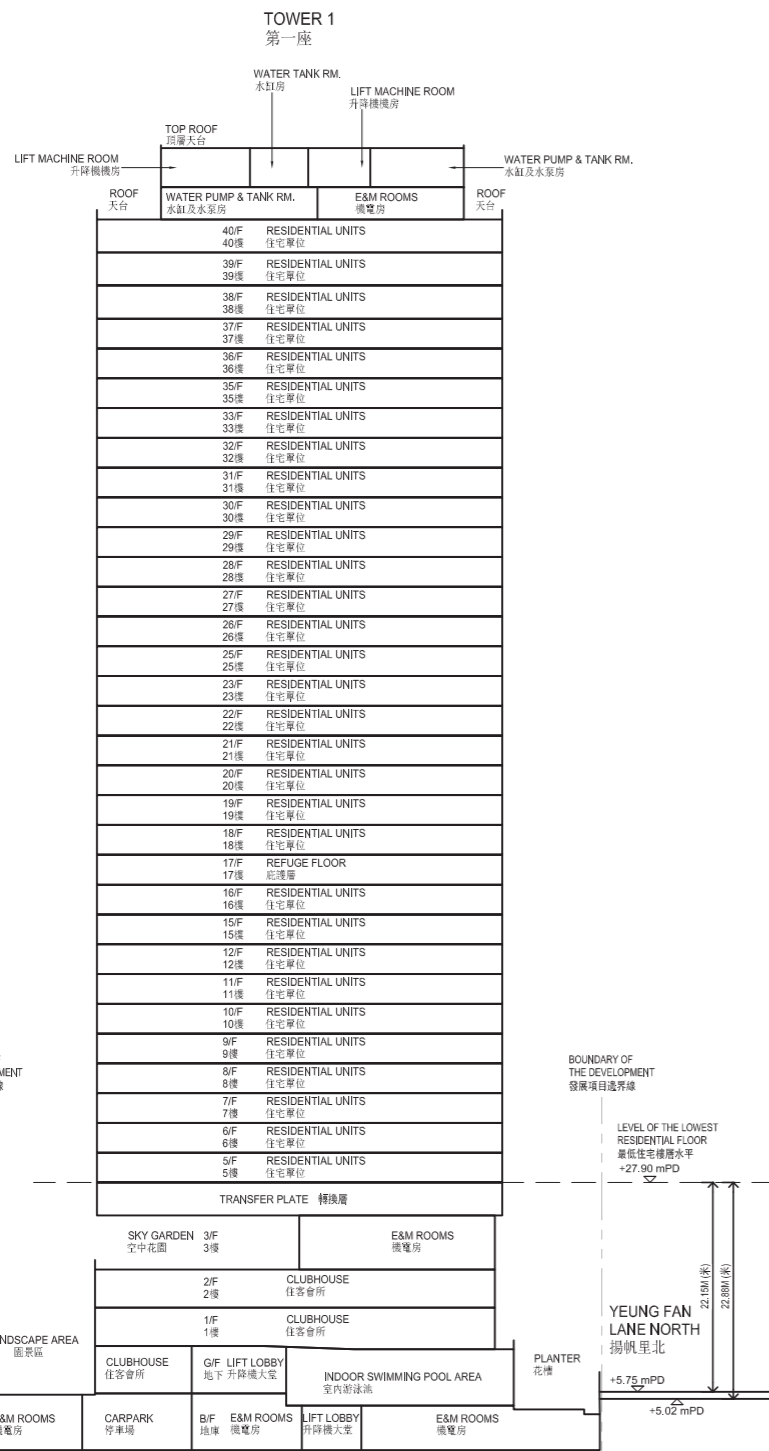 TOWER 1
第一座
WATER TANK RM.
水缸房
LIFT MACHINE ROOM
升降機機房
TOP ROOF
頂層天台
LIFT MACHINE ROOM
升降機機房
WATER PUMP & TANK RM.
水缸及水泵房
ROOF
天台
WATER PUMP & TANK RM.
水缸及水泵房
E&M ROOMS
機電房
ROOF
天台
40/F RESIDENTIAL UNITS
40樓 住宅單位
39/F RESIDENTIAL UNITS
39樓 住宅單位
38/F RESIDENTIAL UNITS
38樓 住宅單位
37/F RESIDENTIAL UNITS
37樓 住宅單位
36/F RESIDENTIAL UNITS
36樓 住宅單位
35/F RESIDENTIAL UNITS
35樓 住宅單位
33/F RESIDENTIAL UNITS
33樓 住宅單位
32/F RESIDENTIAL UNITS
32樓 住宅單位
31/F RESIDENTIAL UNITS
31樓 住宅單位
30/F RESIDENTIAL UNITS
30樓 住宅單位
29/F RESIDENTIAL UNITS
29樓 住宅單位
28/F RESIDENTIAL UNITS
28樓 住宅單位
27/F RESIDENTIAL UNITS
27樓 住宅單位
26/F RESIDENTIAL UNITS
26樓 住宅單位
25/F RESIDENTIAL UNITS
25樓 住宅單位
23/F RESIDENTIAL UNITS
23樓 住宅單位
22/F RESIDENTIAL UNITS
22樓 住宅單位
21/F RESIDENTIAL UNITS
21樓 住宅單位
20/F RESIDENTIAL UNITS
20樓 住宅單位
19/F RESIDENTIAL UNITS
19樓 住宅單位
18/F RESIDENTIAL UNITS
18樓 住宅單位
17/F REFUGE FLOOR
17樓 庇護層
16/F RESIDENTIAL UNITS
16樓 住宅單位
15/F RESIDENTIAL UNITS
15樓 住宅單位
12/F RESIDENTIAL UNITS
12樓 住宅單位
11/F RESIDENTIAL UNITS
11樓 住宅單位
10/F RESIDENTIAL UNITS
10樓 住宅單位
9/F RESIDENTIAL UNITS
9樓 住宅單位
8/F RESIDENTIAL UNITS
8樓 住宅單位
7/F RESIDENTIAL UNITS
7樓 住宅單位
6/F RESIDENTIAL UNITS
6樓 住宅單位
5/F RESIDENTIAL UNITS
5樓 住宅單位
TRANSFER PLATE 轉換層
SKY GARDEN 3/F
空中花園 3樓
E&M ROOMS
機電房
2/F CLUBHOUSE
2樓 住客會所
1/F CLUBHOUSE
1樓 住客會所
CLUBHOUSE
住客會所
G/F LIFT LOBBY
地下 升降機大堂
INDOOR SWIMMING POOL AREA
室內游泳池
PLANTER
花槽
CARPARK
停車場
B/F E&M ROOMS
地庫 機電房
LIFT LOBBY
升降機大堂
E&M ROOMS
機電房
MENT
NDSCAPE AREA
園景區
&M ROOMS
電房
BOUNDARY OF
THE DEVELOPMENT
發展項目邊界線
LEVEL OF THE LOWEST
RESIDENTIAL FLOOR
最低住宅樓層水平
+27.90 mPD
22.15M (米)
22.88M (米)
YEUNG FAN
LANE NORTH
揚帆里北
+5.75 mPD
+5.02 mPD